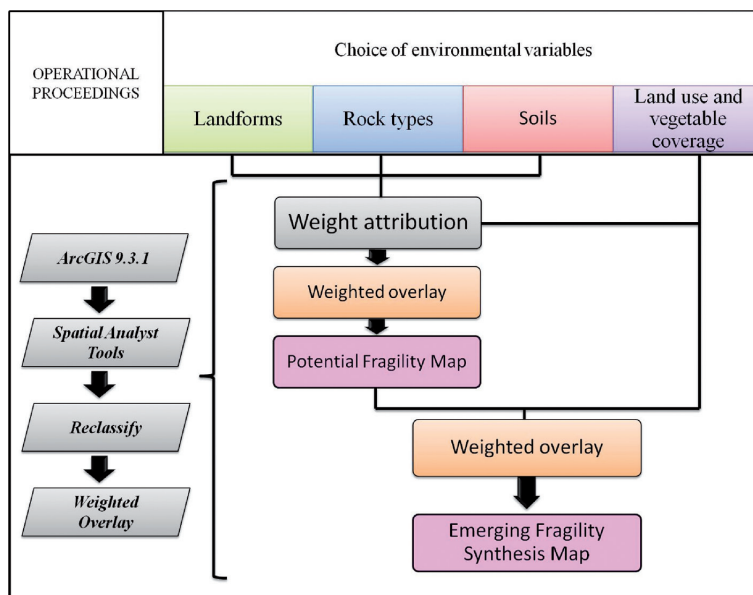 Choice of environmental variables
OPERATIONAL
PROCEEDINGS
Landforms
Rock types
Soils
Land use and
vegetable
coverage
Weight attribution
Weighted overlay
Potential Fragility Map
Weighted overlay
Emerging Fragility
Synthesis Map
ArcGIS 9.3.1
Spatial Analyst
Tools
Reclassify
Weighted
Overlay